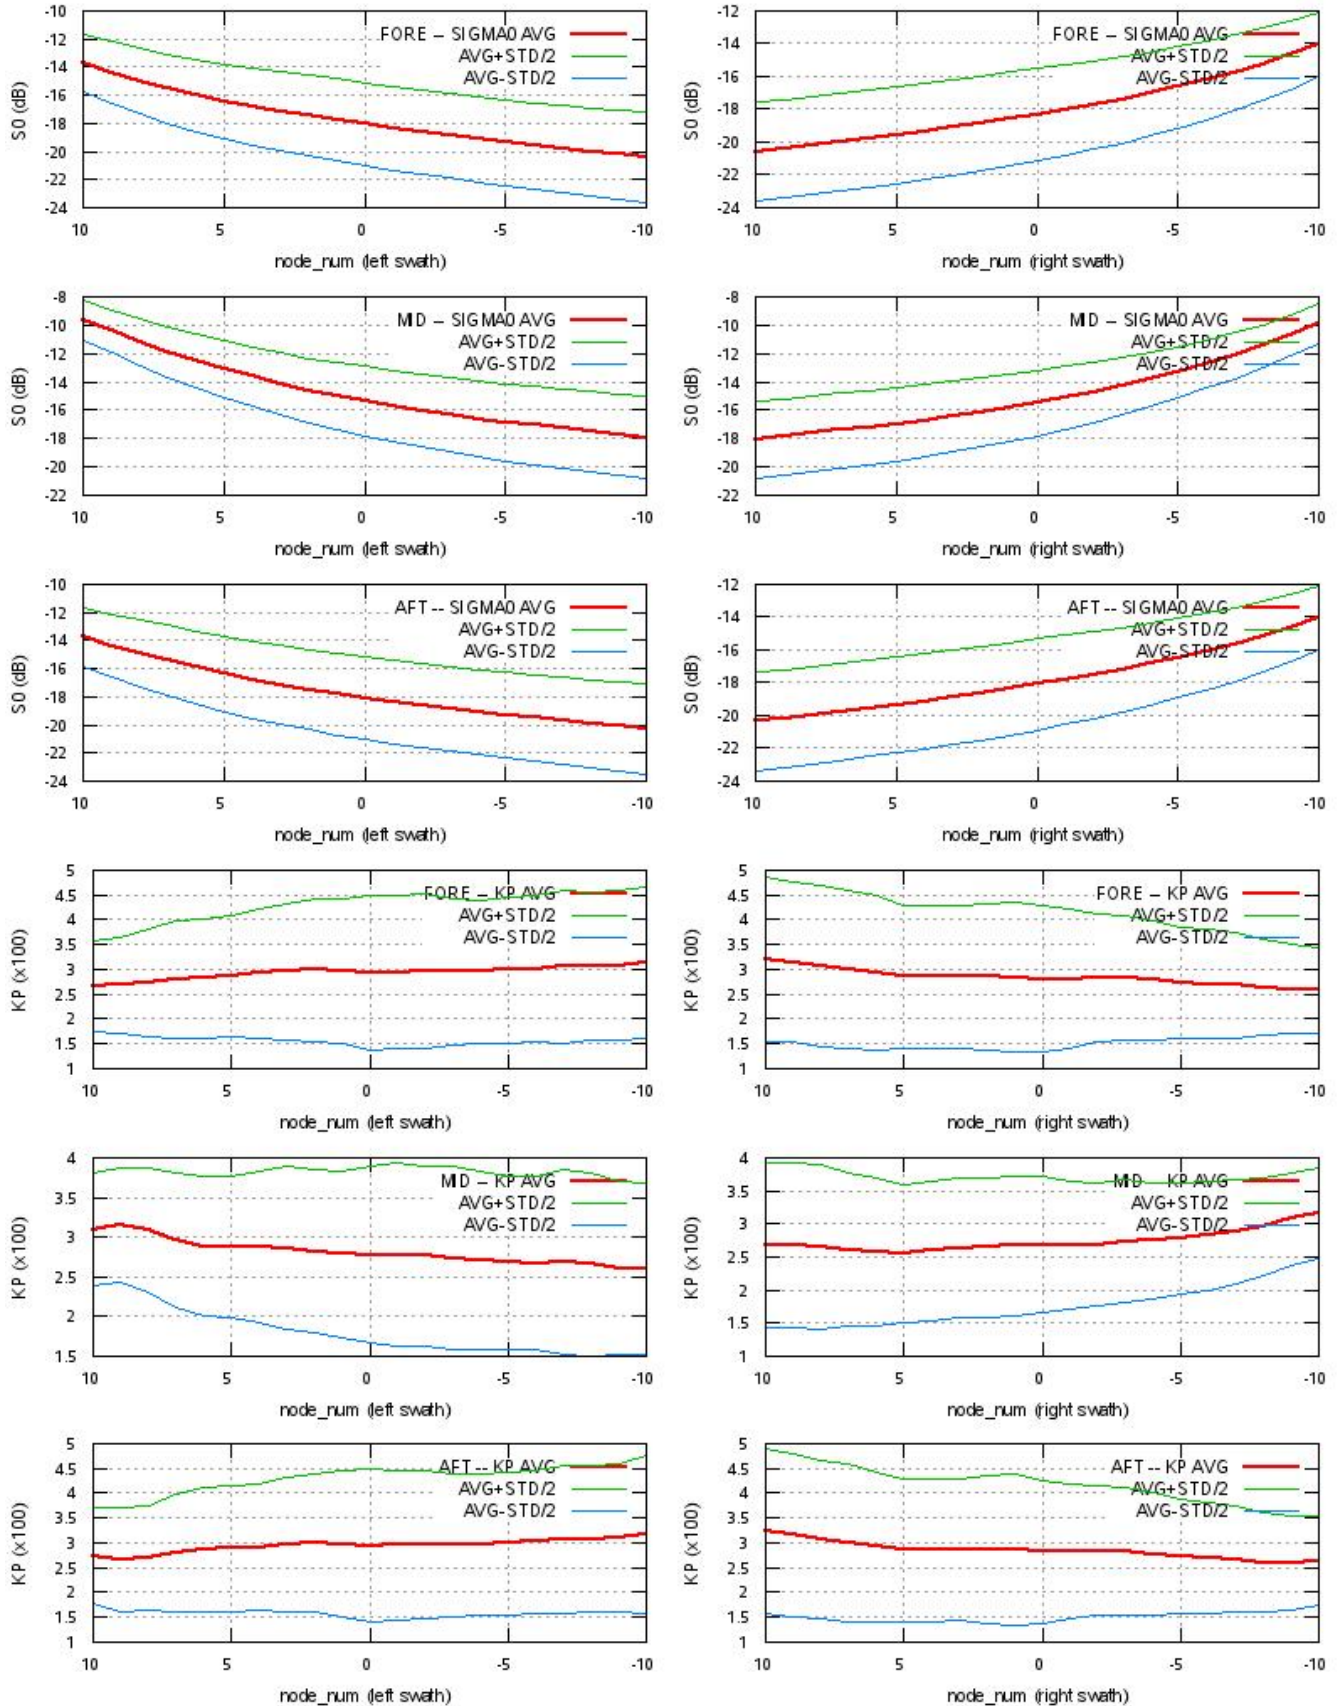 -10
-12
-14
-16
-18
-20
-22
-24
S0 (dB)
FORE – SIGMA0 AVG
AVG+STD/2
AVG-STD/2
10 5 0 -5 -10
node_num (left swath)
-12
-14
-16
-18
-20
-22
-24
S0 (dB)
FORE – SIGMA0 AVG
AVG+STD/2
AVG-STD/2
10 5 0 -5 -10
node_num (right swath)
-8
-10
-12
-14
-16
-18
-20
-22
S0 (dB)
MID – SIGMA0 AVG
AVG+STD/2
AVG-STD/2
10 5 0 -5 -10
node_num (left swath)
-8
-10
-12
-14
-16
-18
-20
-22
S0 (dB)
MID – SIGMA0 AVG
AVG+STD/2
AVG-STD/2
10 5 0 -5 -10
node_num (right swath)
-10
-12
-14
-16
-18
-20
-22
-24
S0 (dB)
AFT -- SIGMA0 AVG
AVG+STD/2
AVG-STD/2
10 5 0 -5 -10
node_num (left swath)
-12
-14
-16
-18
-20
-22
-24
S0 (dB)
AFT -- SIGMA0 AVG
AVG+STD/2
AVG-STD/2
10 5 0 -5 -10
node_num (right swath)
5
4.5
4
3.5
3
2.5
2
1.5
1
KP (x100)
FORE – KP AVG
AVG+STD/2
AVG-STD/2
10 5 0 -5 -10
node_num (left swath)
5
4.5
4
3.5
3
2.5
2
1.5
1
KP (x100)
FORE – KP AVG
AVG+STD/2
AVG-STD/2
10 5 0 -5 -10
node_num (right swath)
4
3.5
3
2.5
2
1.5
KP (x100)
MID – KP AVG
AVG+STD/2
AVG-STD/2
10 5 0 -5 -10
node_num (left swath)
4
3.5
3
2.5
2
1.5
1
KP (x100)
MID – KP AVG
AVG+STD/2
AVG-STD/2
10 5 0 -5 -10
node_num (right swath)
5
4.5
4
3.5
3
2.5
2
1.5
1
KP (x100)
AFT -- KP AVG
AVG+STD/2
AVG-STD/2
10 5 0 -5 -10
node_num (left swath)
5
4.5
4
3.5
3
2.5
2
1.5
1
KP (x100)
AFT -- KP AVG
AVG+STD/2
AVG-STD/2
10 5 0 -5 -10
node_num (right swath)